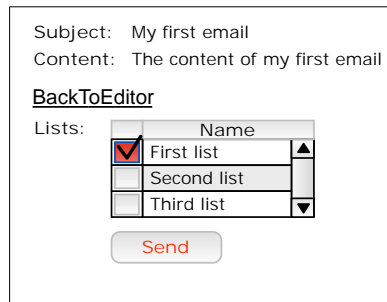 Subject: My first email
Content: The content of my first email
BackToEditor
Lists: Name
First list
Second list
Third list
Send